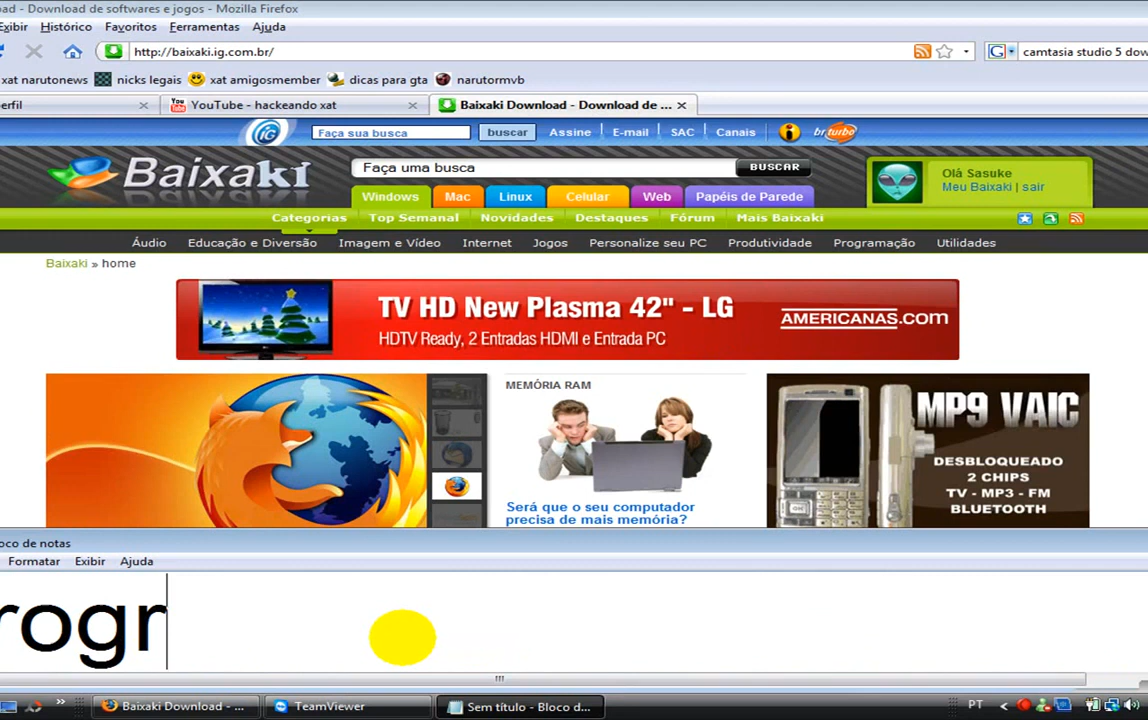 oad - Download de softwares e jogos - Mozilla Firefox
Exibir Histórico Favoritos Ferramentas Ajuda
http://baixaki.ig.com.br/
G
camtasia studio 5 dow
xat narutonews nicks legais xat amigosmember dicas para gta narutormvb
erfil
You Tube YouTube - hackeando xat
Baixaki Download - Download de ...
iG Faça sua busca buscar Assine E-mail SAC Canais i brturbo
Baixaki
Faça uma busca BUSCAR
Windows Mac Linux Celular Web Papéis de Parede
Olá Sasuke
Meu Baixaki | sair
Categorias Top Semanal Novidades Destaques Fórum Mais Baixaki
Áudio Educação e Diversão Imagem e Vídeo Internet Jogos Personalize seu PC Produtividade Programação Utilidades
Baixaki » home
TV HD New Plasma 42" - LG
HDTV Ready, 2 Entradas HDMI e Entrada PC
AMERICANAS.com
MEMÓRIA RAM
Será que o seu computador
precisa de mais memória?
MP9 VAIC
DESBLOQUEADO
2 CHIPS
TV - MP3 - FM
BLUETOOTH
loco de notas
Formatar Exibir Ajuda
rogr
» Baixaki Download - ... TeamViewer Sem título - Bloco d... PT <